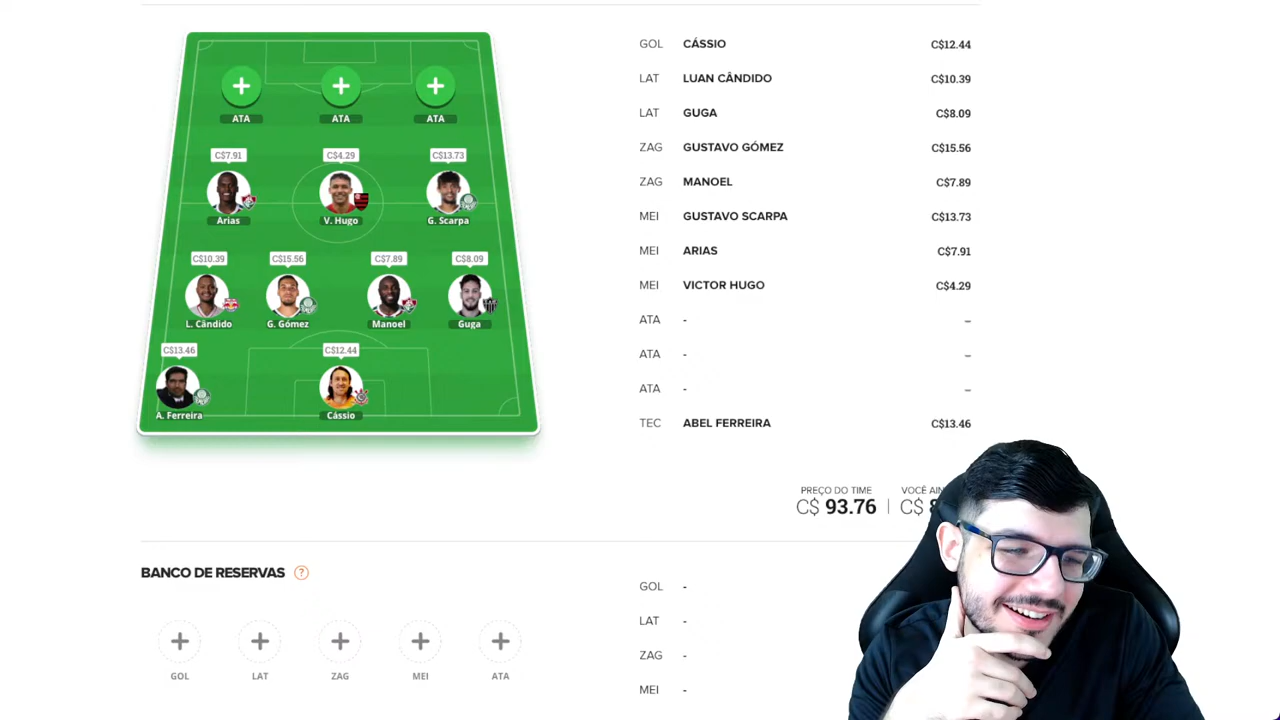 ATA
ATA
ATA
C$7.91
C$4.29
C$13.73
Arias
V. Hugo
G. Scarpa
C$10.39
C$15.56
C$7.89
C$8.09
L. Cândido
G. Gómez
Manoel
Guga
C$13.46
C$12.44
A. Ferreira
Cássio
GOL CÁSSIO C$12.44
LAT LUAN CÂNDIDO C$10.39
LAT GUGA C$8.09
ZAG GUSTAVO GÓMEZ C$15.56
ZAG MANOEL C$7.89
MEI GUSTAVO SCARPA C$13.73
MEI ARIAS C$7.91
MEI VICTOR HUGO C$4.29
ATA - –
ATA - –
ATA - –
TEC ABEL FERREIRA C$13.46
PREÇO DO TIME
C$ 93.76
VOCÊ
C$
BANCO DE RESERVAS ?
GOL
LAT
ZAG
MEI
ATA
GOL -
LAT -
ZAG -
MEI -